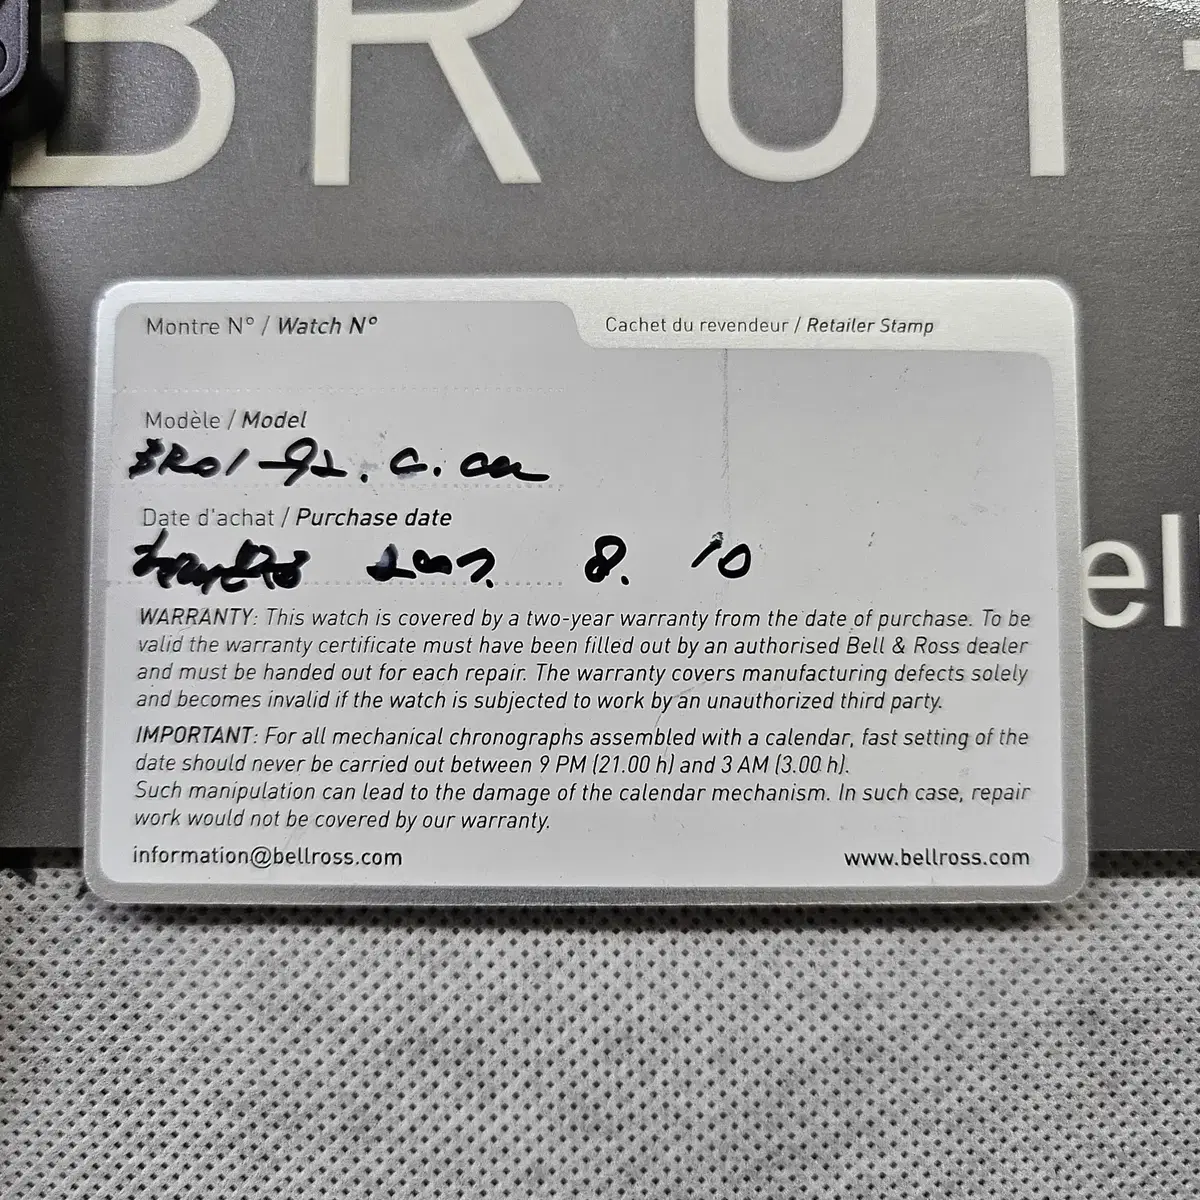 BRUT
el
Montre N° / Watch N°
Cachet du revendeur / Retailer Stamp
Modèle / Model
BR01-92. C. Ca
Date d'achat / Purchase date
2007. 8. 10
WARRANTY: This watch is covered by a two-year warranty from the date of purchase. To be
valid the warranty certificate must have been filled out by an authorised Bell & Ross dealer
and must be handed out for each repair. The warranty covers manufacturing defects solely
and becomes invalid if the watch is subjected to work by an unauthorized third party.
IMPORTANT: For all mechanical chronographs assembled with a calendar, fast setting of the
date should never be carried out between 9 PM (21.00 h) and 3 AM (3.00 h).
Such manipulation can lead to the damage of the calendar mechanism. In such case, repair
work would not be covered by our warranty.
information@bellross.com
www.bellross.com